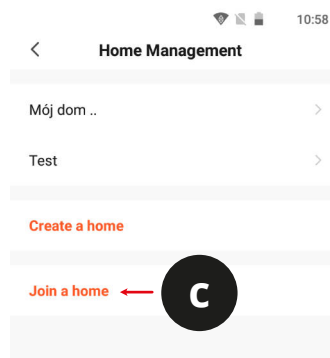 10:58
Home Management
Mój dom ..
Test
Create a home
Join a home
C